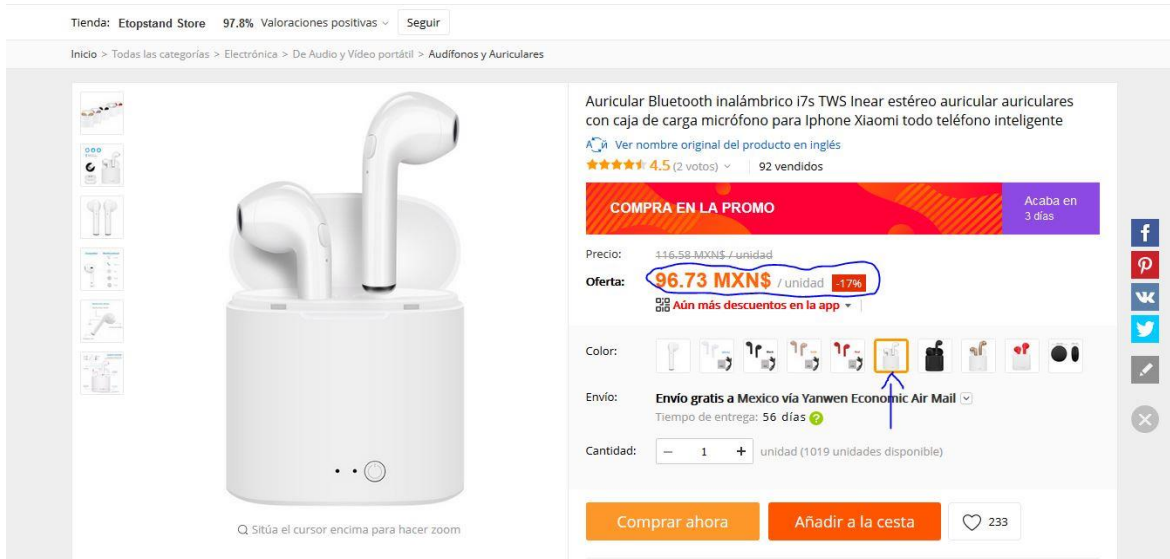 Tienda: Etopstand Store 97.8% Valoraciones positivas Seguir
Inicio > Todas las categorías > Electrónica > De Audio y Vídeo portátil > Audífonos y Auriculares
Auricular Bluetooth inalámbrico i7s TWS Inear estéreo auricular auriculares
con caja de carga micrófono para Iphone Xiaomi todo teléfono inteligente
Ver nombre original del producto en inglés
4.5 (2 votos) 92 vendidos
COMPRA EN LA PROMO
Acaba en
3 días
Precio: 116.58 MXN$ / unidad
Oferta: 96.73 MXN$ / unidad -17%
Aún más descuentos en la app
Color:
Envío: Envío gratis a Mexico vía Yanwen Economic Air Mail
Tiempo de entrega: 56 días
Cantidad: − 1 + unidad (1019 unidades disponible)
Sitúa el cursor encima para hacer zoom
Comprar ahora Añadir a la cesta 233